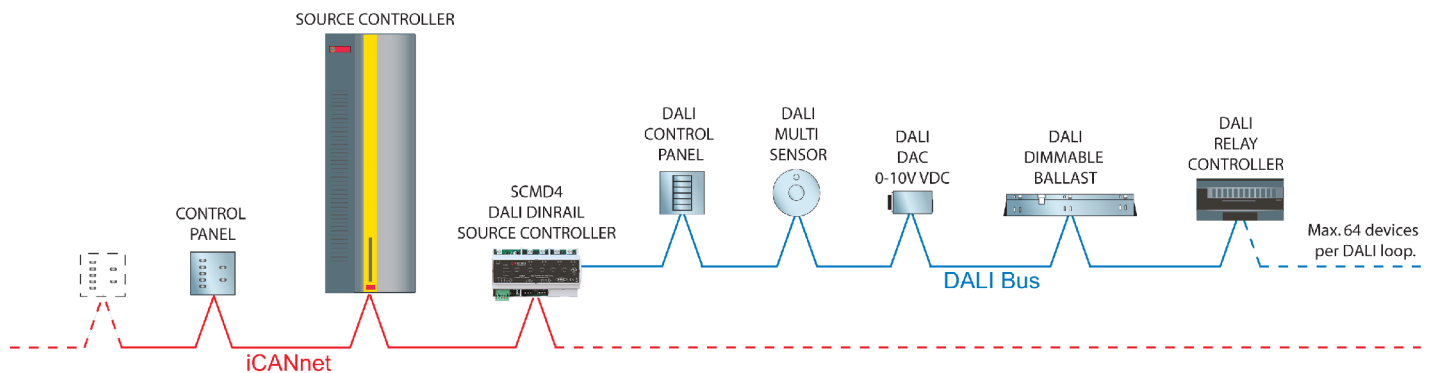 SOURCE CONTROLLER
CONTROL
PANEL
SCMD4
DALI DINRAIL
SOURCE CONTROLLER
DALI
CONTROL
PANEL
DALI
MULTI
SENSOR
DALI
DAC
0-10V VDC
DALI
DIMMABLE
BALLAST
DALI
RELAY
CONTROLLER
Max. 64 devices
per DALI loop.
DALI Bus
iCANnet